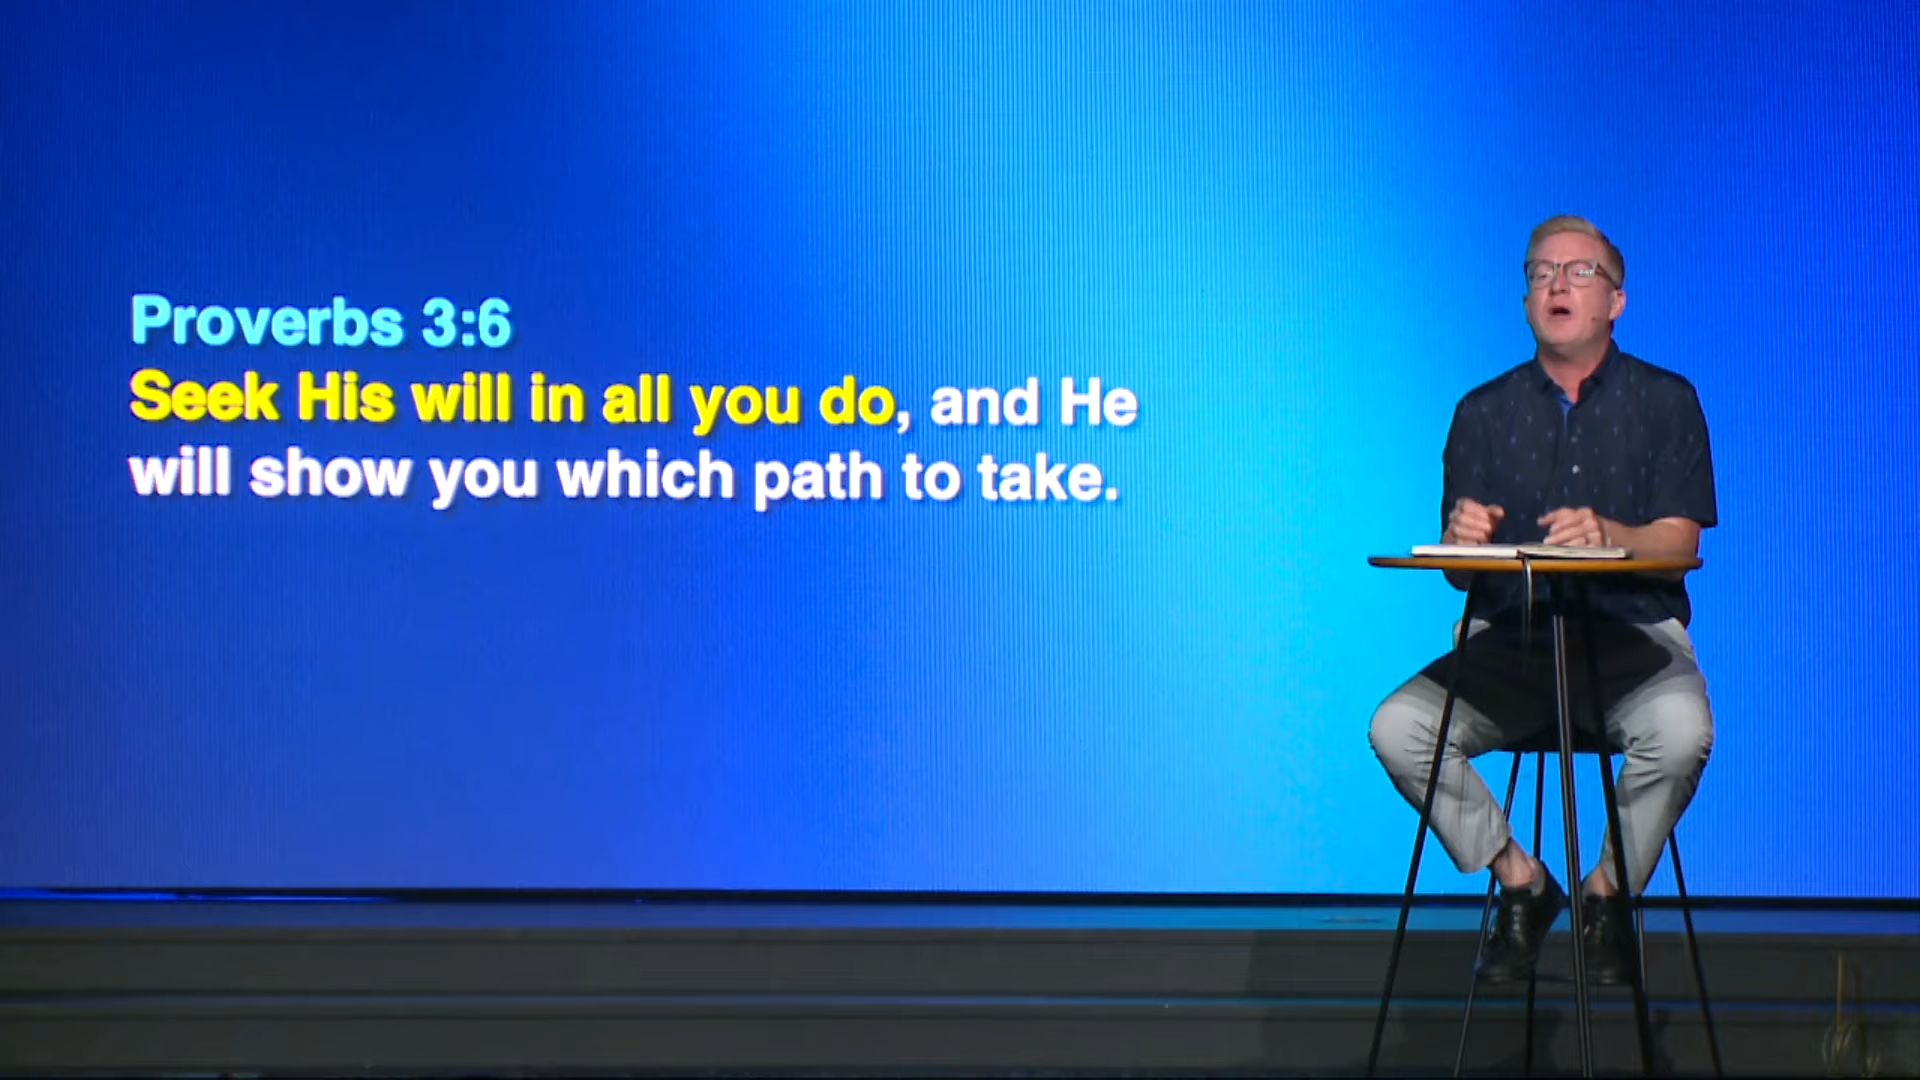 Proverbs 3:6
Seek His will in all you do, and He
will show you which path to take.